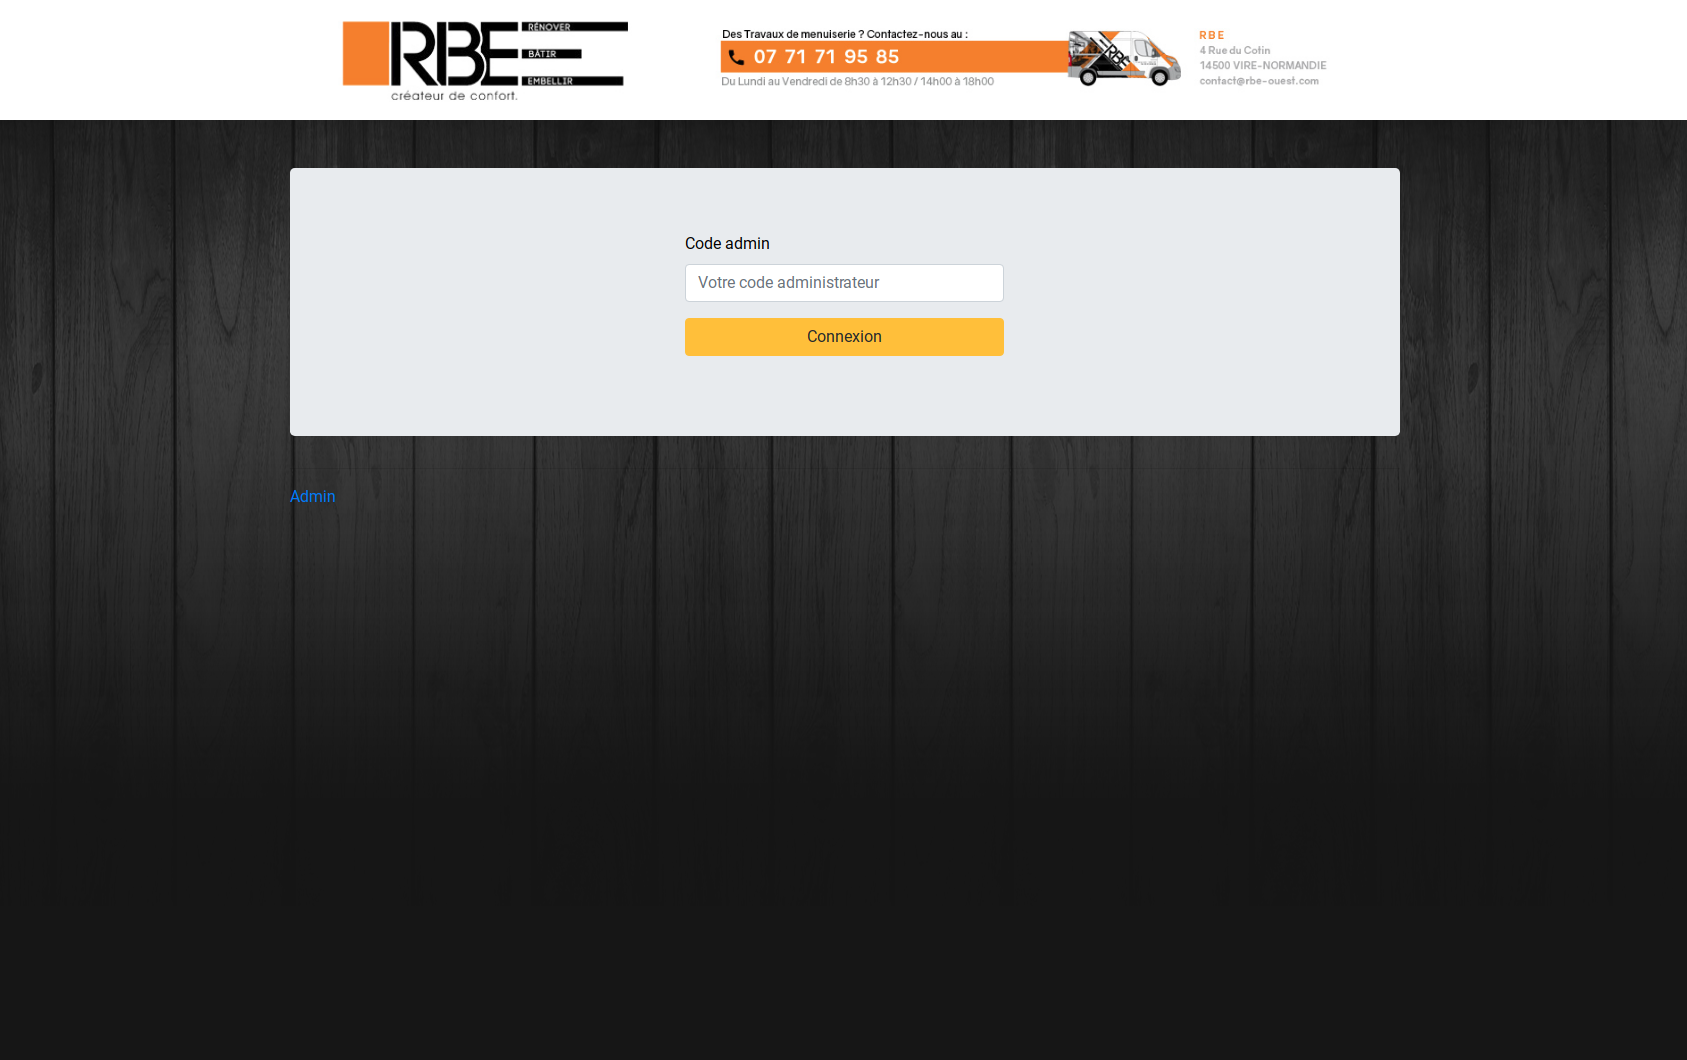 RBE
RÉNOVER
BÂTIR
EMBELLIR
créateur de confort.
Des Travaux de menuiserie ? Contactez-nous au :
07 71 71 95 85
Du Lundi au Vendredi de 8h30 à 12h30 / 14h00 à 18h00
RBE
RBE
4 Rue du Cotin
14500 VIRE-NORMANDIE
contact@rbe-ouest.com
Code admin
Votre code administrateur
Connexion
Admin